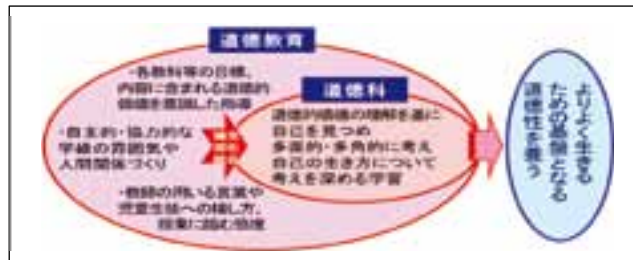 道徳教育
・各教科等の目標、
内容に含まれる道徳的
価値を意識した指導
・自主的・協力的な
学級の雰囲気や
人間関係づくり
・教師の用いる言葉や
児童生徒への接し方、
授業に臨む態度
道徳科
道徳的価値の理解を基に
自己を見つめ
多面的・多角的に考え
自己の生き方について
考えを深める学習
よりよく生きる
ための基盤となる
道徳性を養う